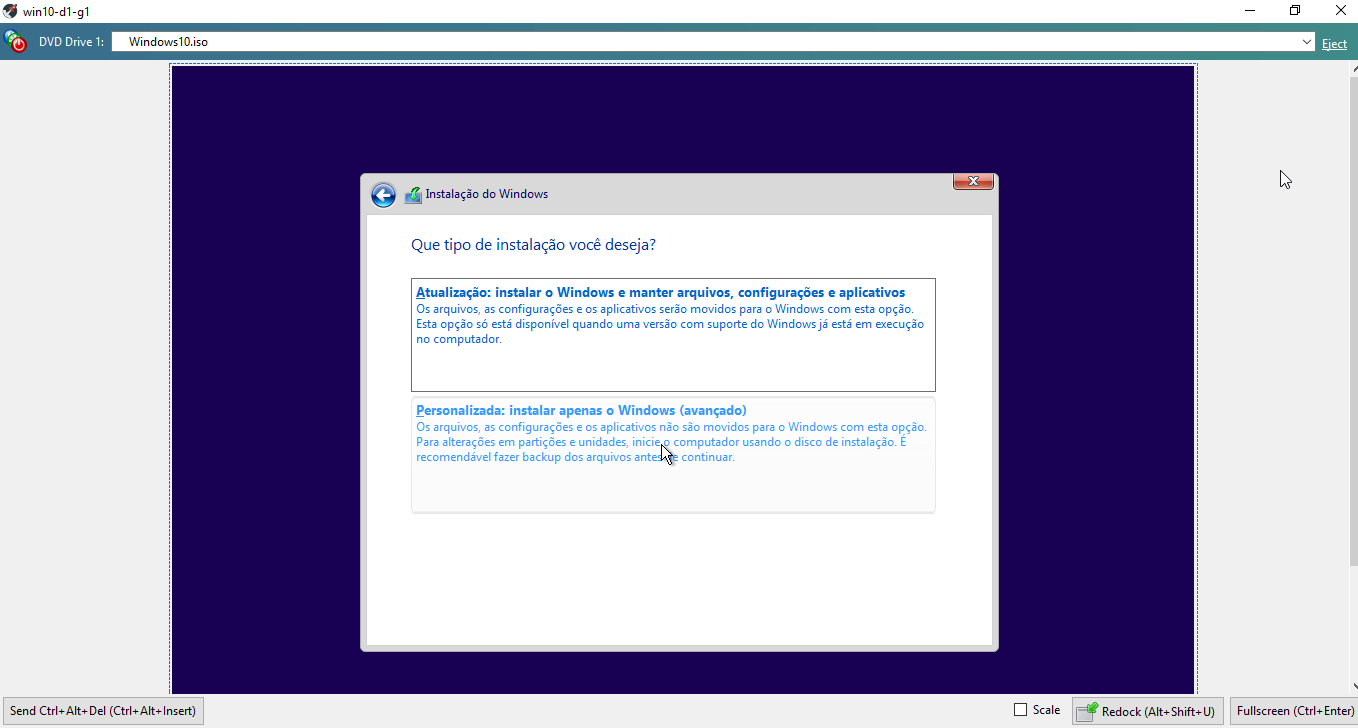 win10-d1-g1
DVD Drive 1: Windows10.iso Eject
Instalação do Windows
Que tipo de instalação você deseja?
Atualização: instalar o Windows e manter arquivos, configurações e aplicativos
Os arquivos, as configurações e os aplicativos serão movidos para o Windows com esta opção.
Esta opção só está disponível quando uma versão com suporte do Windows já está em execução
no computador.
Personalizada: instalar apenas o Windows (avançado)
Os arquivos, as configurações e os aplicativos não são movidos para o Windows com esta opção.
Para alterações em partições e unidades, inicie o computador usando o disco de instalação. É
recomendável fazer backup dos arquivos antes de continuar.
Send Ctrl+Alt+Del (Ctrl+Alt+Insert) Scale Redock (Alt+Shift+U) Fullscreen (Ctrl+Enter)